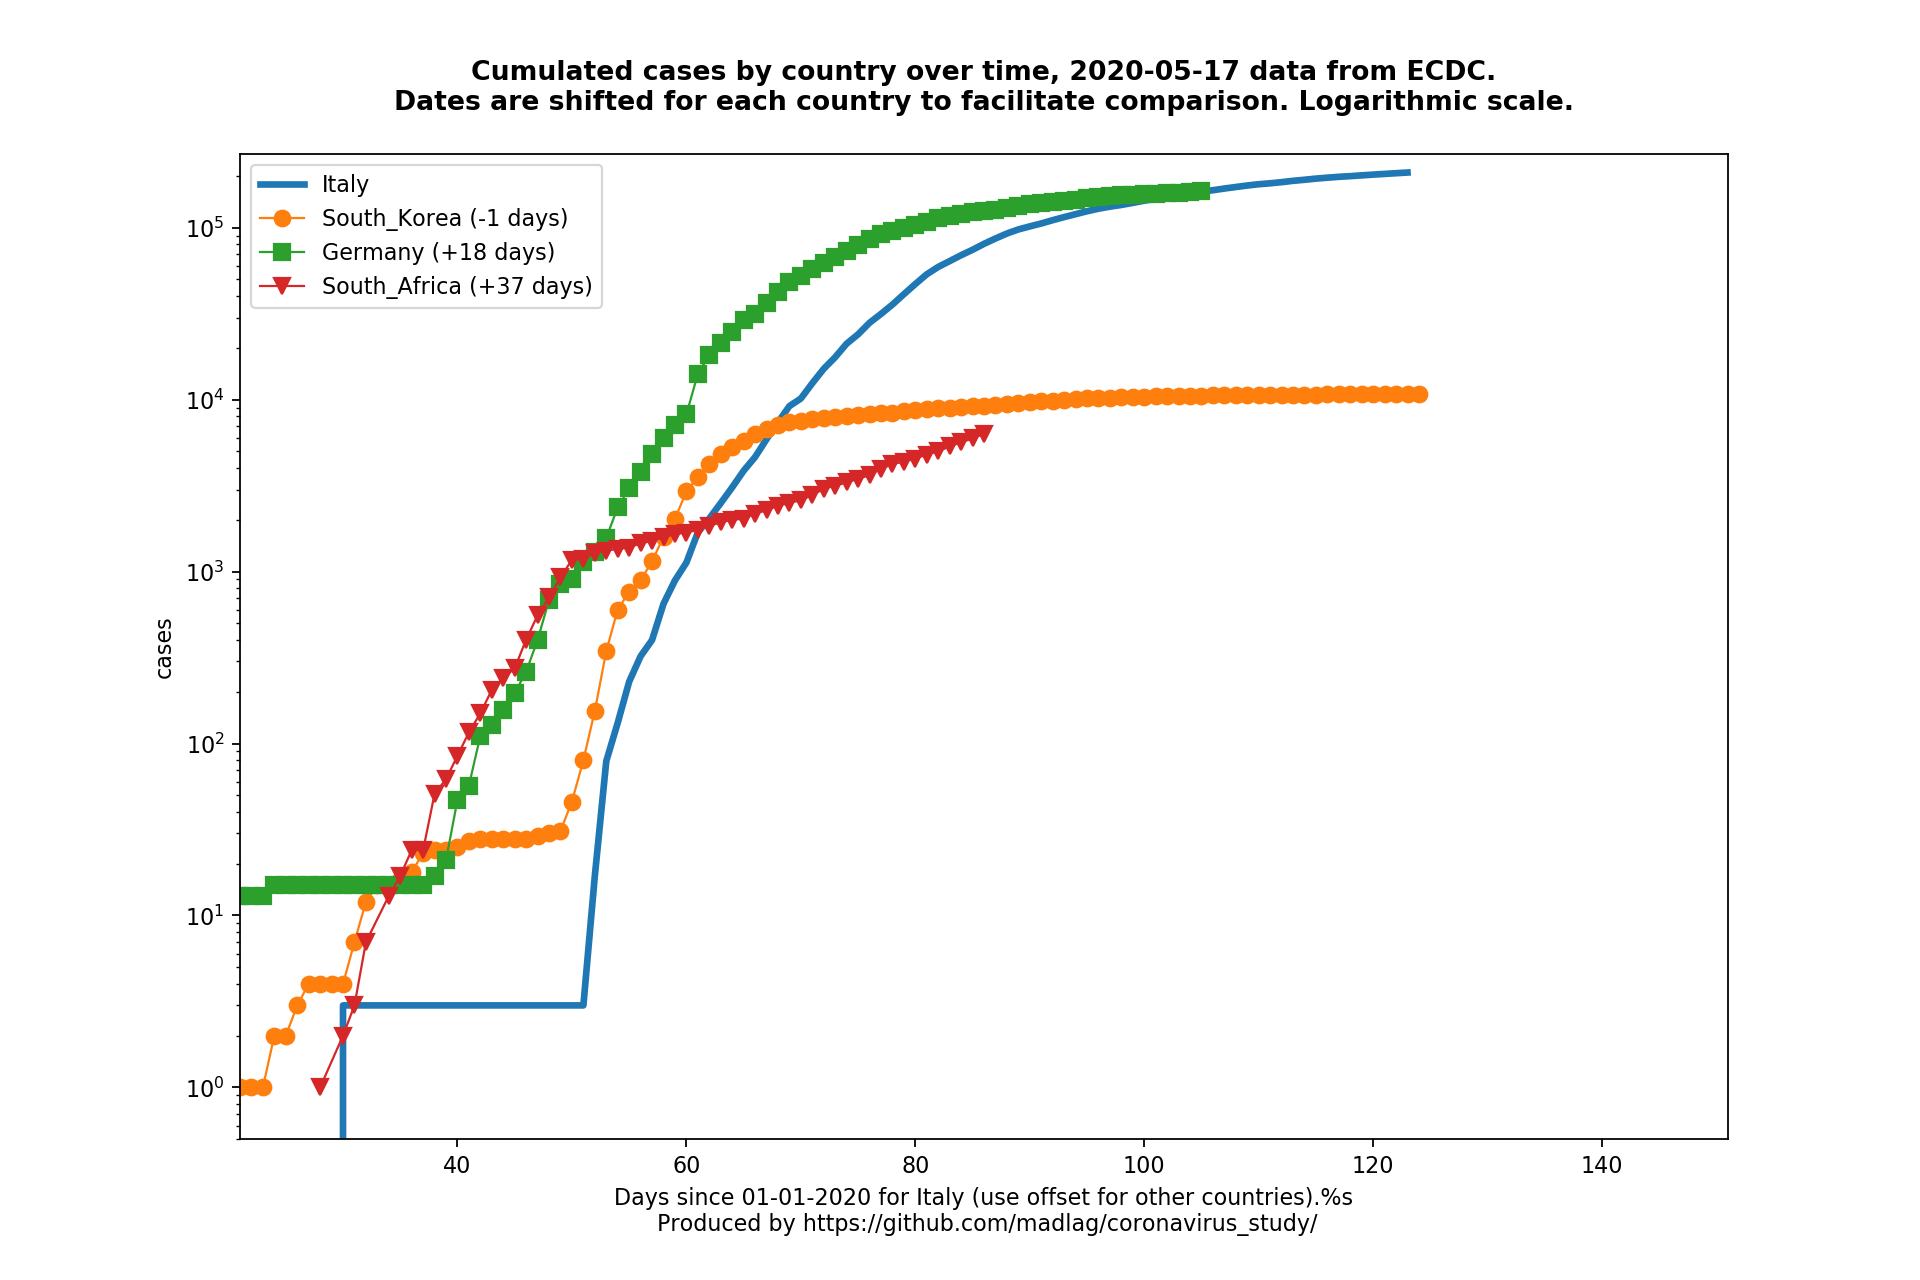 Cumulated cases by country over time, 2020-05-17 data from ECDC.
Dates are shifted for each country to facilitate comparison. Logarithmic scale.
Italy
South_Korea (-1 days)
Germany (+18 days)
South_Africa (+37 days)
10⁵
10⁴
10³
10²
10¹
10⁰
cases
40 60 80 100 120 140
Days since 01-01-2020 for Italy (use offset for other countries).%s
Produced by https://github.com/madlag/coronavirus_study/